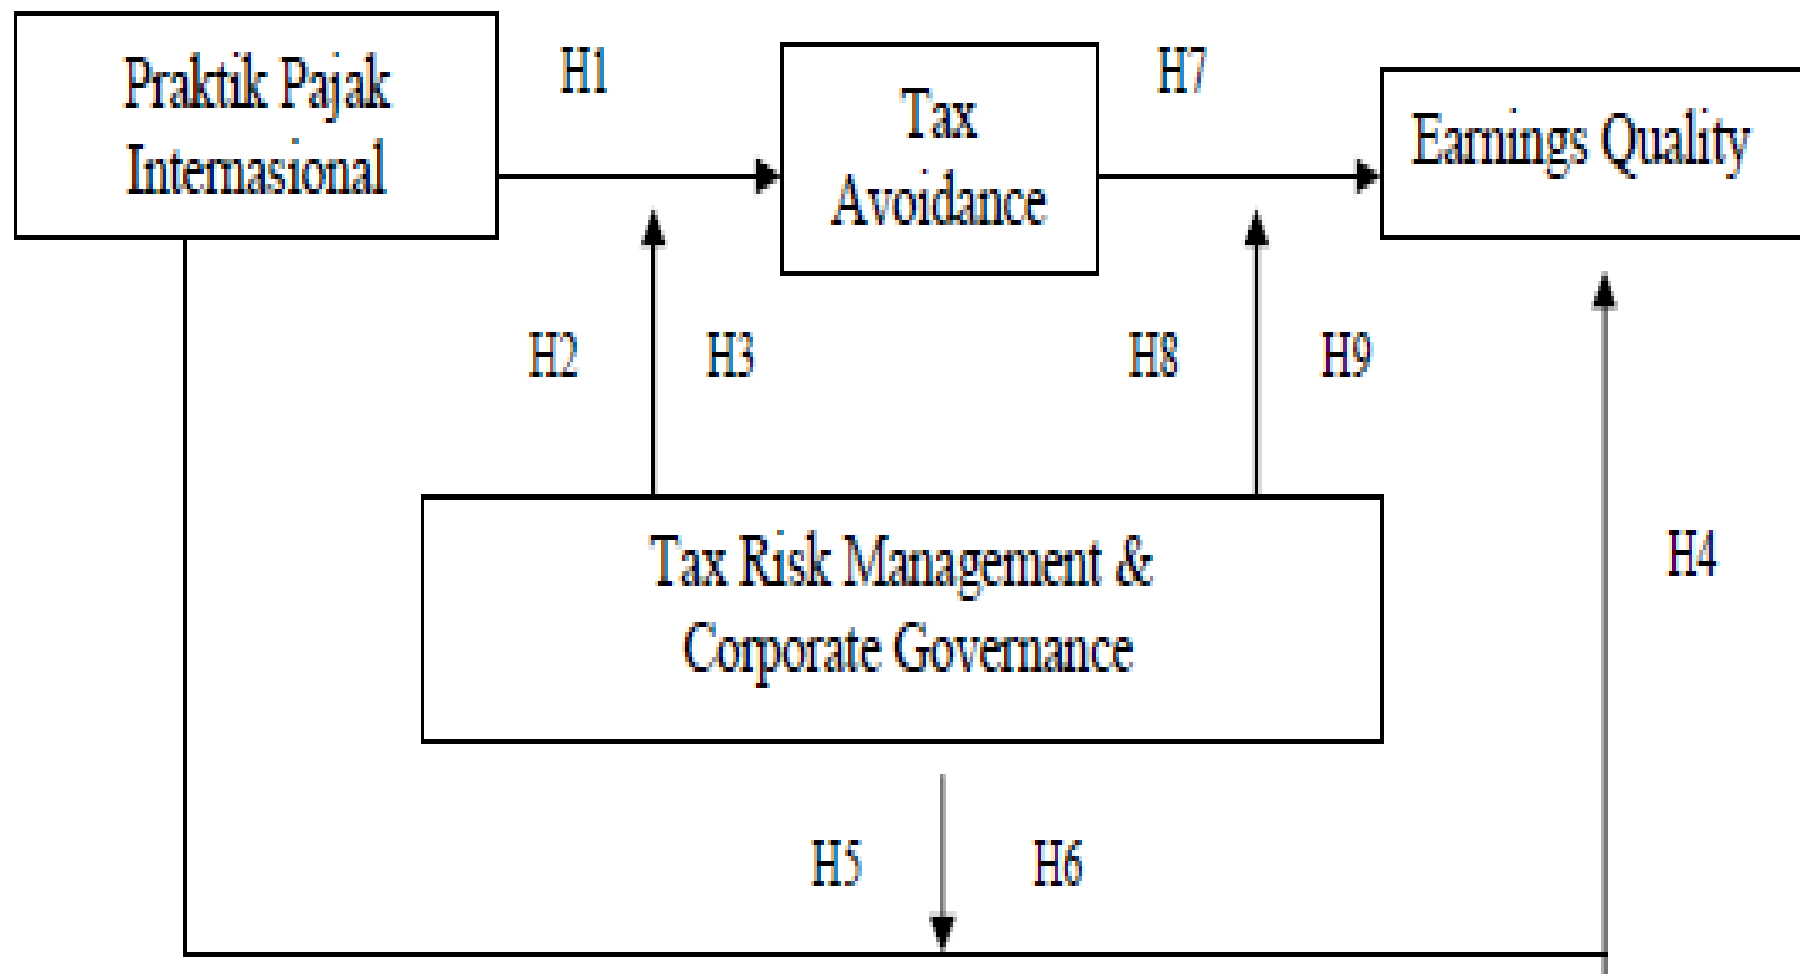 Praktik Pajak
Internasional
H1
Tax
Avoidance
H7
Earnings Quality
H2
H3
H8
H9
Tax Risk Management &
Corporate Governance
H4
H5
H6